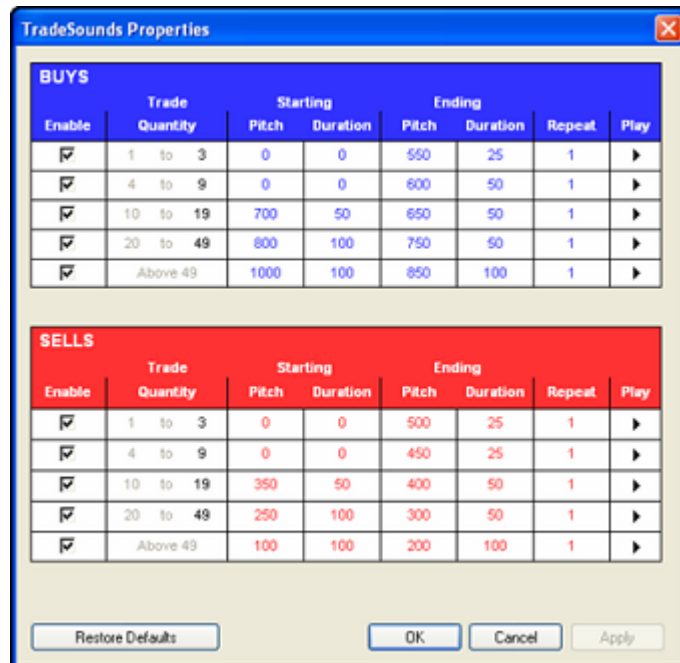 TradeSounds Properties
BUYS
Trade Starting Ending
Enable Quantity Pitch Duration Pitch Duration Repeat Play
1 to 3 0 0 550 25 1
4 to 9 0 0 600 50 1
10 to 19 700 50 650 50 1
20 to 49 800 100 750 50 1
Above 49 1000 100 850 100 1
SELLS
Trade Starting Ending
Enable Quantity Pitch Duration Pitch Duration Repeat Play
1 to 3 0 0 500 25 1
4 to 9 0 0 450 25 1
10 to 19 350 50 400 50 1
20 to 49 250 100 300 50 1
Above 49 100 100 200 100 1
Restore Defaults OK Cancel Apply